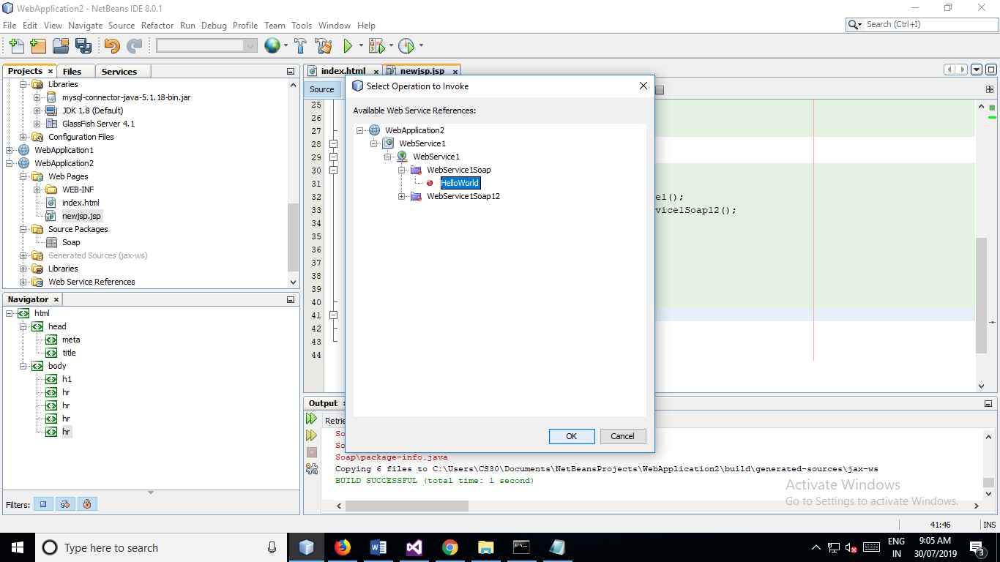 WebApplication2 - NetBeans IDE 8.0.1
File Edit View Navigate Source Refactor Run Debug Profile Team Tools Window Help
Search (Ctrl+I)
Projects × Files Services
Libraries
mysql-connector-java-5.1.18-bin.jar
JDK 1.8 (Default)
GlassFish Server 4.1
Configuration Files
WebApplication1
WebApplication2
Web Pages
WEB-INF
index.html
newjsp.jsp
Source Packages
Soap
Generated Sources (jax-ws)
Libraries
Web Service References
Navigator ×
html
head
meta
title
body
h1
hr
hr
hr
hr
Filters:
index.html × newjsp.jsp ×
Source
25
26
27
28
29
30
31
32 e1();
33 vice1Soap12();
34
35
36
37
38
39
40
41
42
43
44
Select Operation to Invoke
Available Web Service References:
WebApplication2
WebService1
WebService1
WebService1Soap
HelloWorld
WebService1Soap12
OK Cancel
Output
Retrie
So
So
Soap\package-info.java
Copying 6 files to C:\Users\CS30\Documents\NetBeansProjects\WebApplication2\build\generated-sources\jax-ws
BUILD SUCCESSFUL (total time: 1 second)
Activate Windows
Go to Settings to activate Windows.
41:46 INS
Type here to search
ENG
IN
9:05 AM
30/07/2019
3